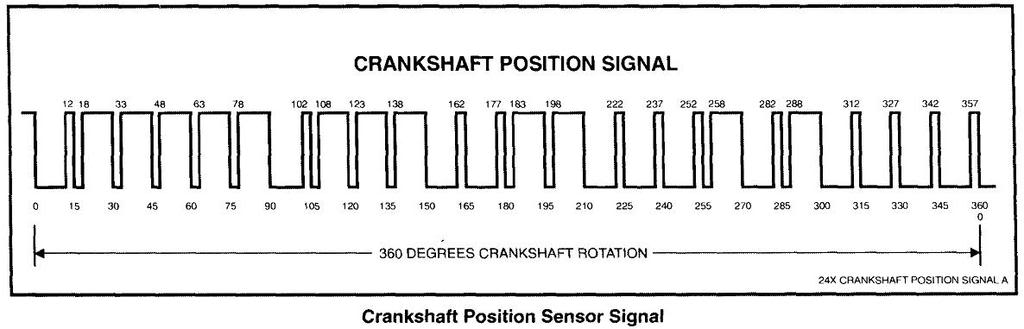 CRANKSHAFT POSITION SIGNAL
12 18 33 48 63 78 102 108 123 138 162 177 183 198 222 237 252 258 282 288 312 327 342 357
0 15 30 45 60 75 90 105 120 135 150 165 180 195 210 225 240 255 270 285 300 315 330 345 360
0
360 DEGREES CRANKSHAFT ROTATION
24X CRANKSHAFT POSITION SIGNAL A
Crankshaft Position Sensor Signal